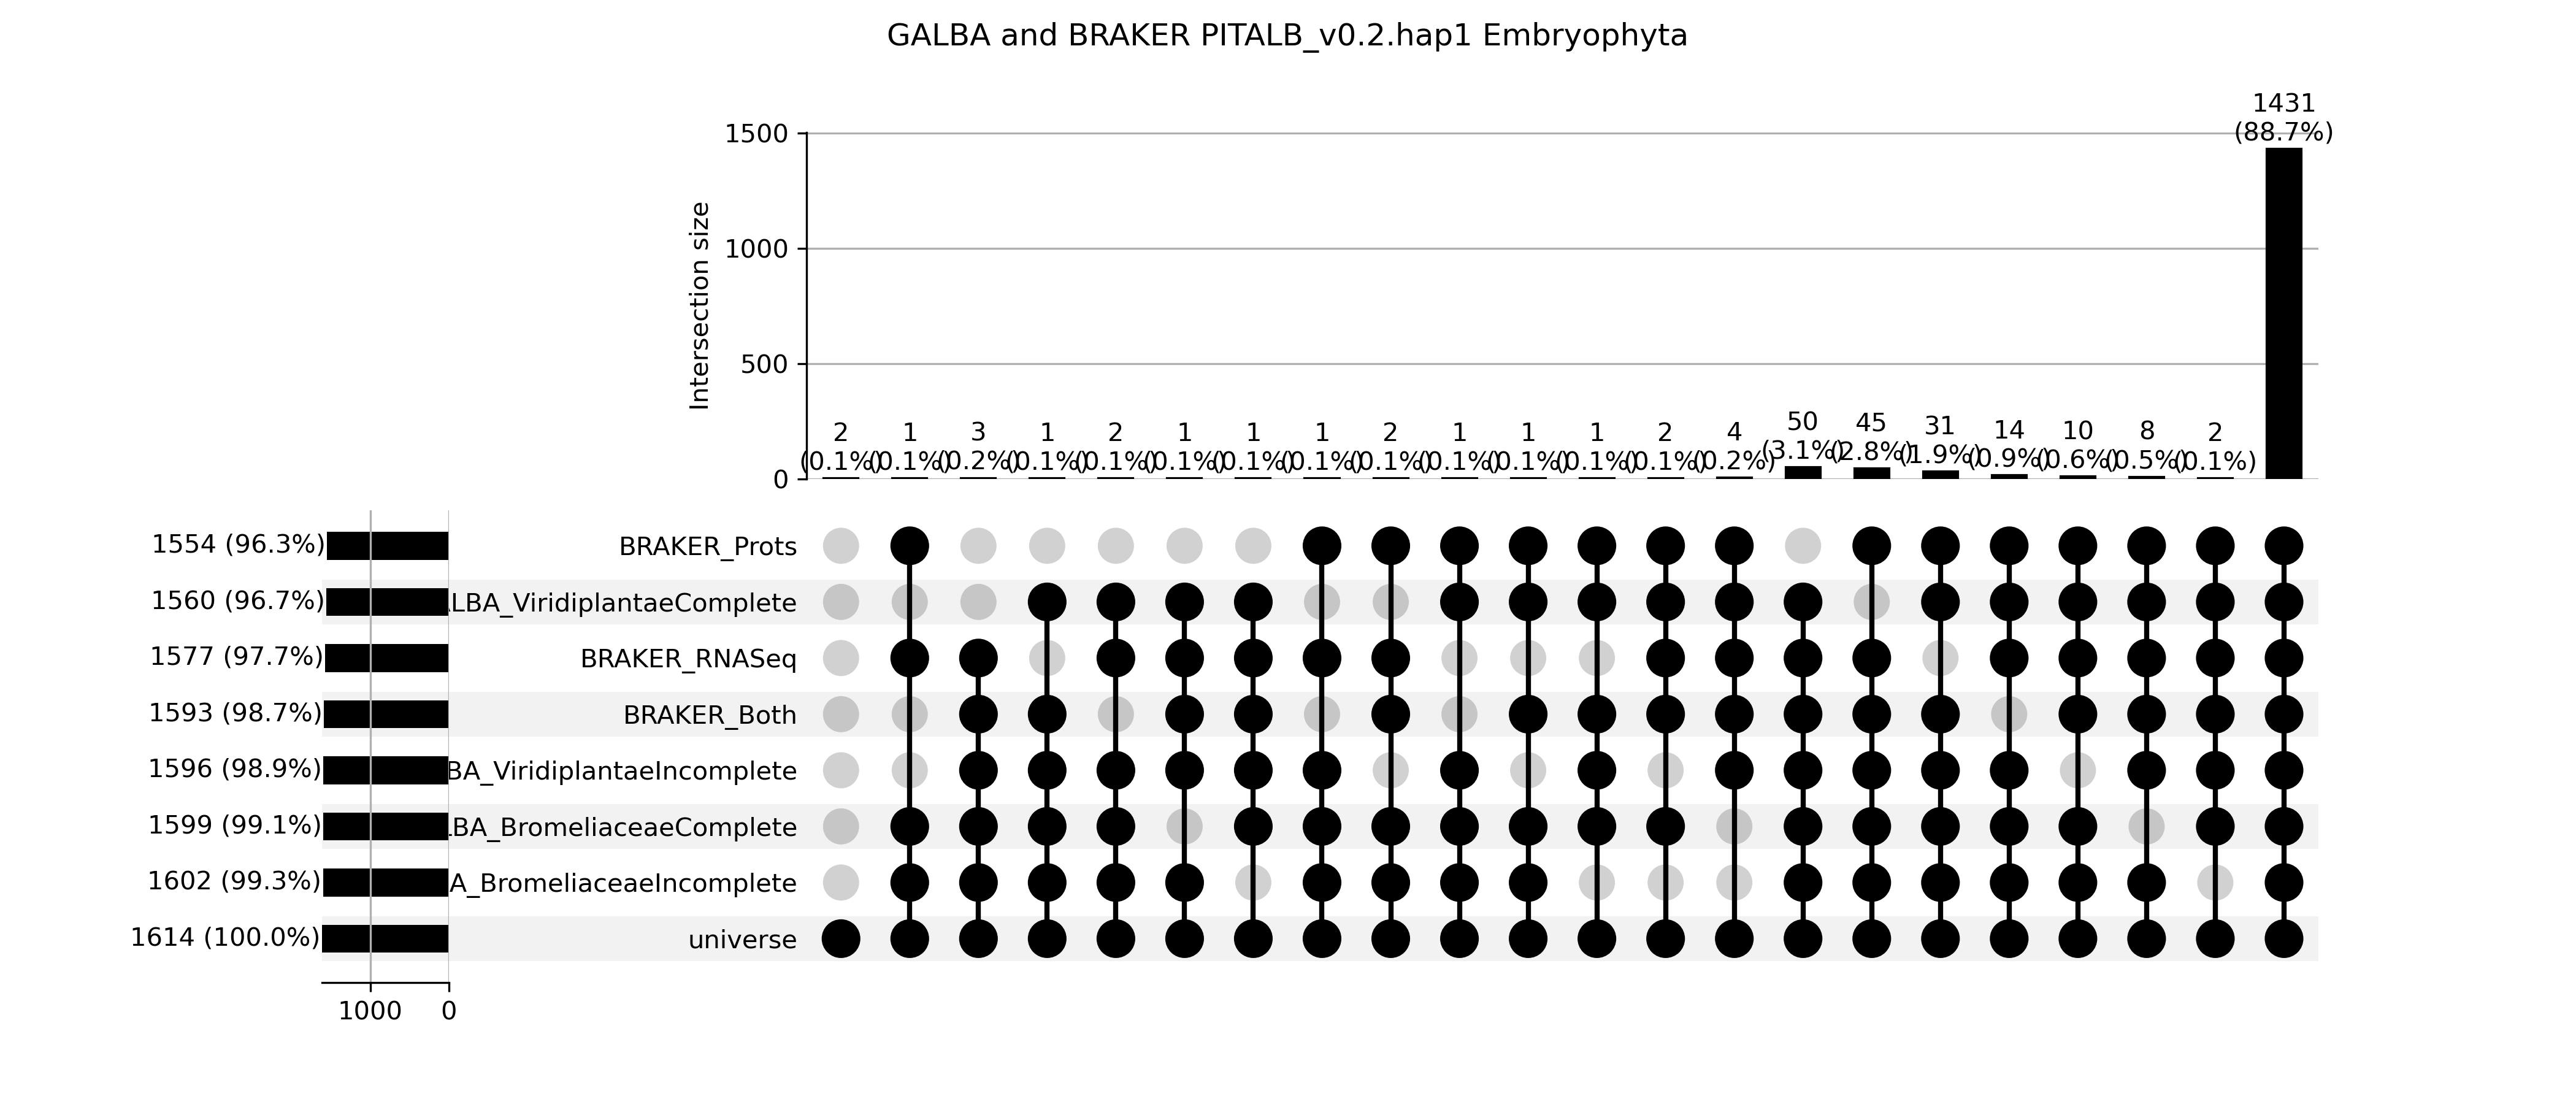 GALBA and BRAKER PITALB_v0.2.hap1 Embryophyta
1431
(88.7%)
1500
1000
500
0
Intersection size
2 1 3 1 2 1 1 1 2 1 1 1 2 4 50 45 31 14 10 8 2
(0.1%) (0.1%) (0.2%) (0.1%) (0.1%) (0.1%) (0.1%) (0.1%) (0.1%) (0.1%) (0.1%) (0.1%) (0.1%) (0.2%) (3.1%) (2.8%) (1.9%) (0.9%) (0.6%) (0.5%) (0.1%)
1554 (96.3%) BRAKER_Prots
1560 (96.7%) LBA_ViridiplantaeComplete
1577 (97.7%) BRAKER_RNASeq
1593 (98.7%) BRAKER_Both
1596 (98.9%) BA_ViridiplantaeIncomplete
1599 (99.1%) LBA_BromeliaceaeComplete
1602 (99.3%) A_BromeliaceaeIncomplete
1614 (100.0%) universe
1000 0